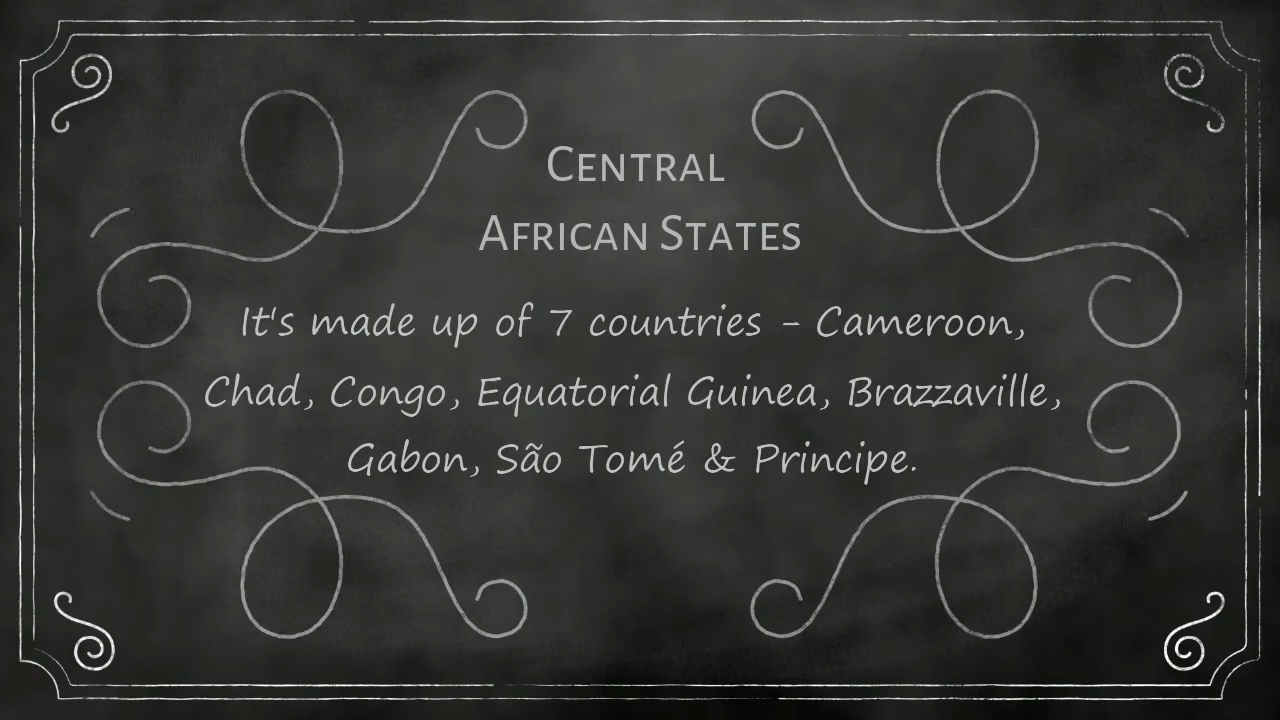 Central
African States
It's made up of 7 countries - Cameroon,
Chad, Congo, Equatorial Guinea, Brazzaville,
Gabon, São Tomé & Principe.